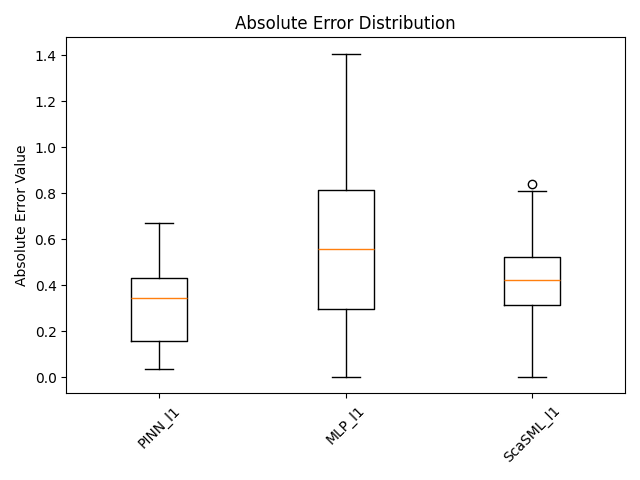 Absolute Error Distribution
Absolute Error Value
1.4
1.2
1.0
0.8
0.6
0.4
0.2
0.0
PINN_l1
MLP_l1
ScaSML_l1